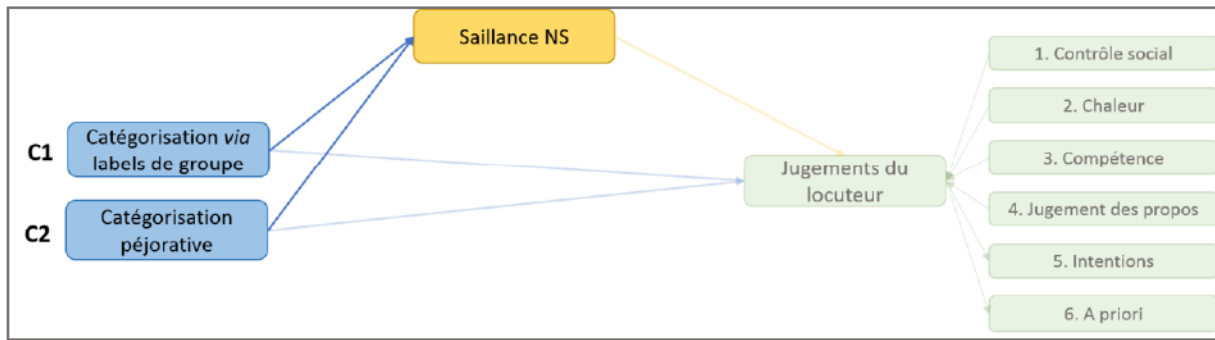 Saillance NS
C1
Catégorisation via
labels de groupe
C2
Catégorisation
péjorative
Jugements du
locuteur
1. Contrôle social
2. Chaleur
3. Compétence
4. Jugement des propos
5. Intentions
6. A priori